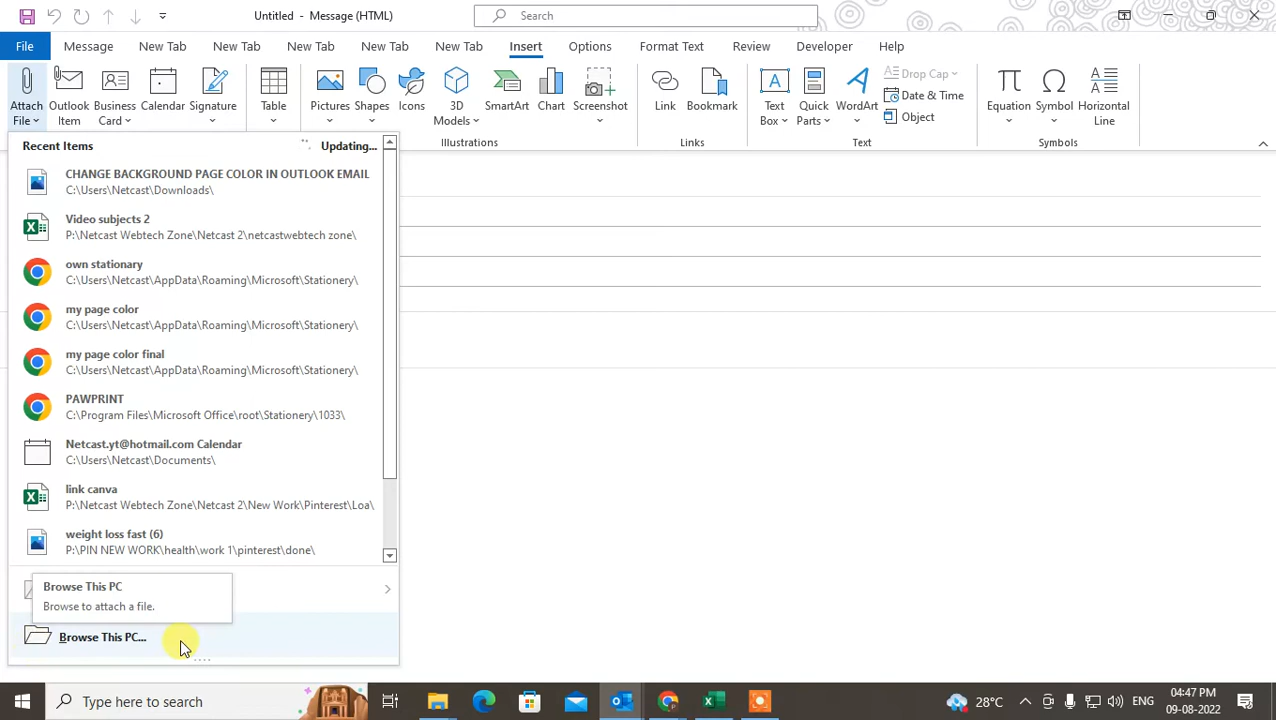 Untitled - Message (HTML)
Search
File Message New Tab New Tab New Tab New Tab New Tab Insert Options Format Text Review Developer Help
Attach File
Outlook Item
Business Card
Calendar
Signature
Table
Pictures
Shapes
Icons
3D Models
SmartArt
Chart
Screenshot
Link
Bookmark
Text Box
Quick Parts
WordArt
Drop Cap
Date & Time
Object
Equation
Symbol
Horizontal Line
Illustrations
Links
Text
Symbols
Recent Items Updating...
CHANGE BACKGROUND PAGE COLOR IN OUTLOOK EMAIL
C:\Users\Netcast\Downloads\
Video subjects 2
P:\Netcast Webtech Zone\Netcast 2\netcastwebtech zone\
own stationary
C:\Users\Netcast\AppData\Roaming\Microsoft\Stationery\
my page color
C:\Users\Netcast\AppData\Roaming\Microsoft\Stationery\
my page color final
C:\Users\Netcast\AppData\Roaming\Microsoft\Stationery\
PAWPRINT
C:\Program Files\Microsoft Office\root\Stationery\1033\
Netcast.yt@hotmail.com Calendar
C:\Users\Netcast\Documents\
link canva
P:\Netcast Webtech Zone\Netcast 2\New Work\Pinterest\Loa\
weight loss fast (6)
P:\PIN NEW WORK\health\work 1\pinterest\done\
Browse This PC
Browse to attach a file.
Browse This PC...
Type here to search
28°C
ENG
04:47 PM
09-08-2022